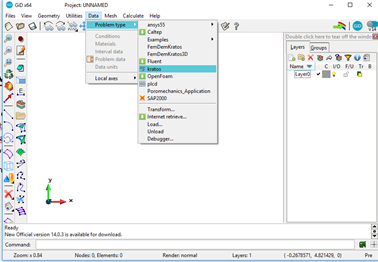 GiD x64
Project: UNNAMED
Files View Geometry Utilities Data Mesh Calculate Help
Problem type
Conditions
Materials
Interval data
Problem data
Data units
Local axes
ansys55
Caltep
Examples
FemDemKratos
FemDemKratos3D
Fluent
kratos
OpenFoam
plcd
Poromechanics_Application
SAP2000
Transform...
Internet retrieve...
Load...
Unload
Debugger...
GiD
v14
Double click here to tear off the window
Layers Groups
Name C I/O F/U Tr B
Layer0
y
x
z
Ready
New Official version 14.0.3 is available for download.
Command:
Zoom: x 0.84 Nodes: 0, Elements: 0 Render: normal Layers: 1 ( -0.2678571, 4.821429, 0) Pre